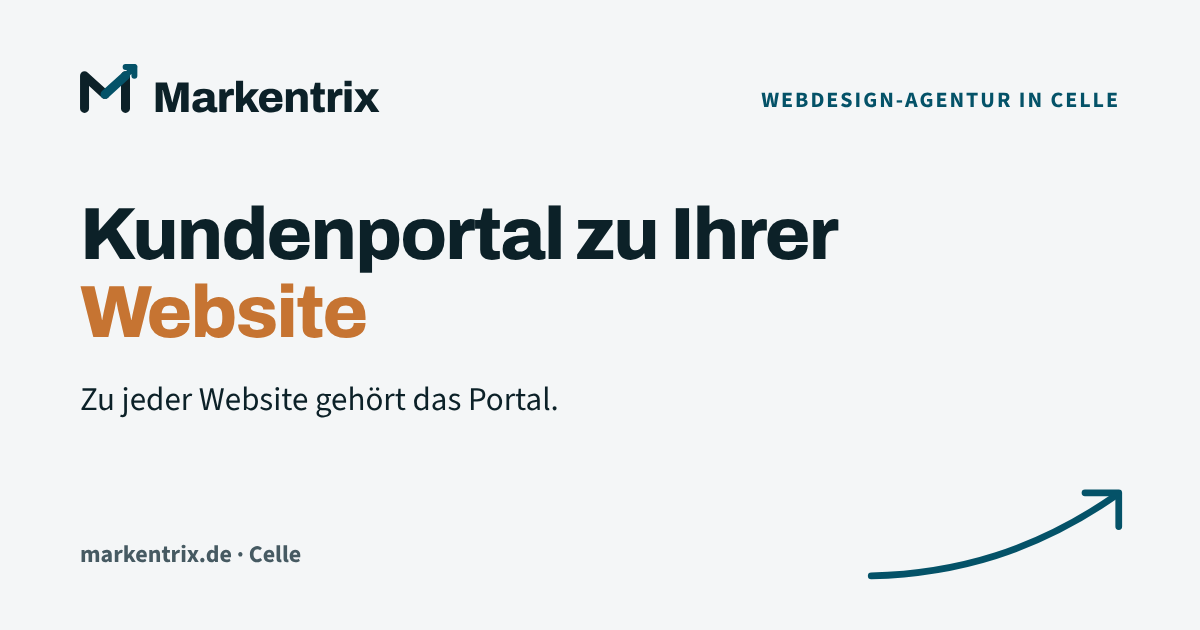 Markentrix
WEBDESIGN-AGENTUR IN CELLE
Kundenportal zu Ihrer
Website
Zu jeder Website gehört das Portal.
markentrix.de · Celle